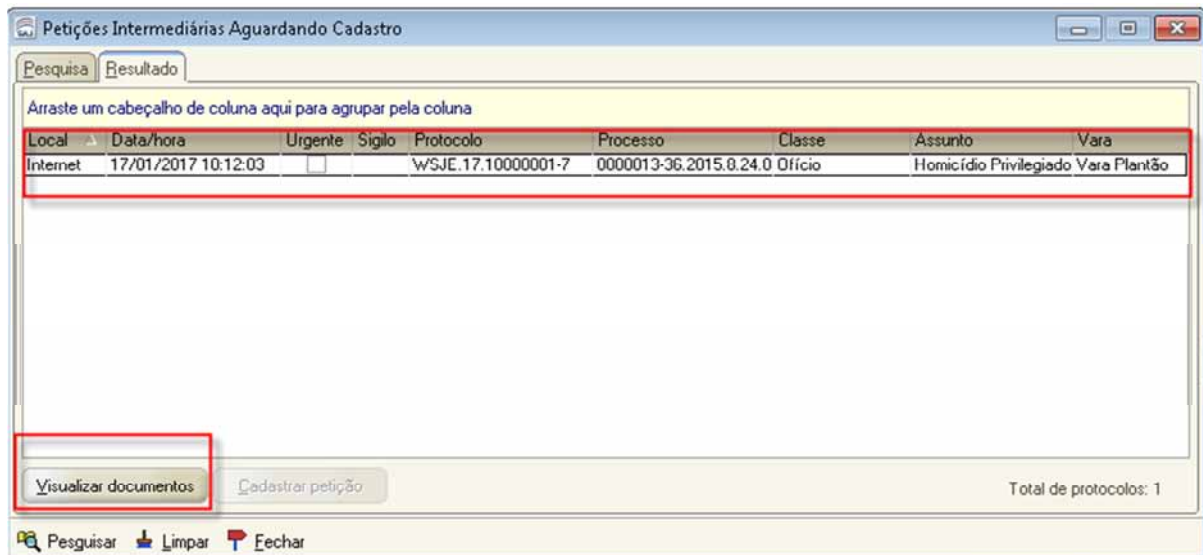 Petições Intermediárias Aguardando Cadastro
Pesquisa Resultado
Arraste um cabeçalho de coluna aqui para agrupar pela coluna
Local Data/hora Urgente Sigilo Protocolo Processo Classe Assunto Vara
Internet 17/01/2017 10:12:03 WSJE.17.10000001-7 0000013-36.2015.8.24.0 Ofício Homicídio Privilegiado Vara Plantão
Visualizar documentos Cadastrar petição Total de protocolos: 1
Pesquisar Limpar Fechar